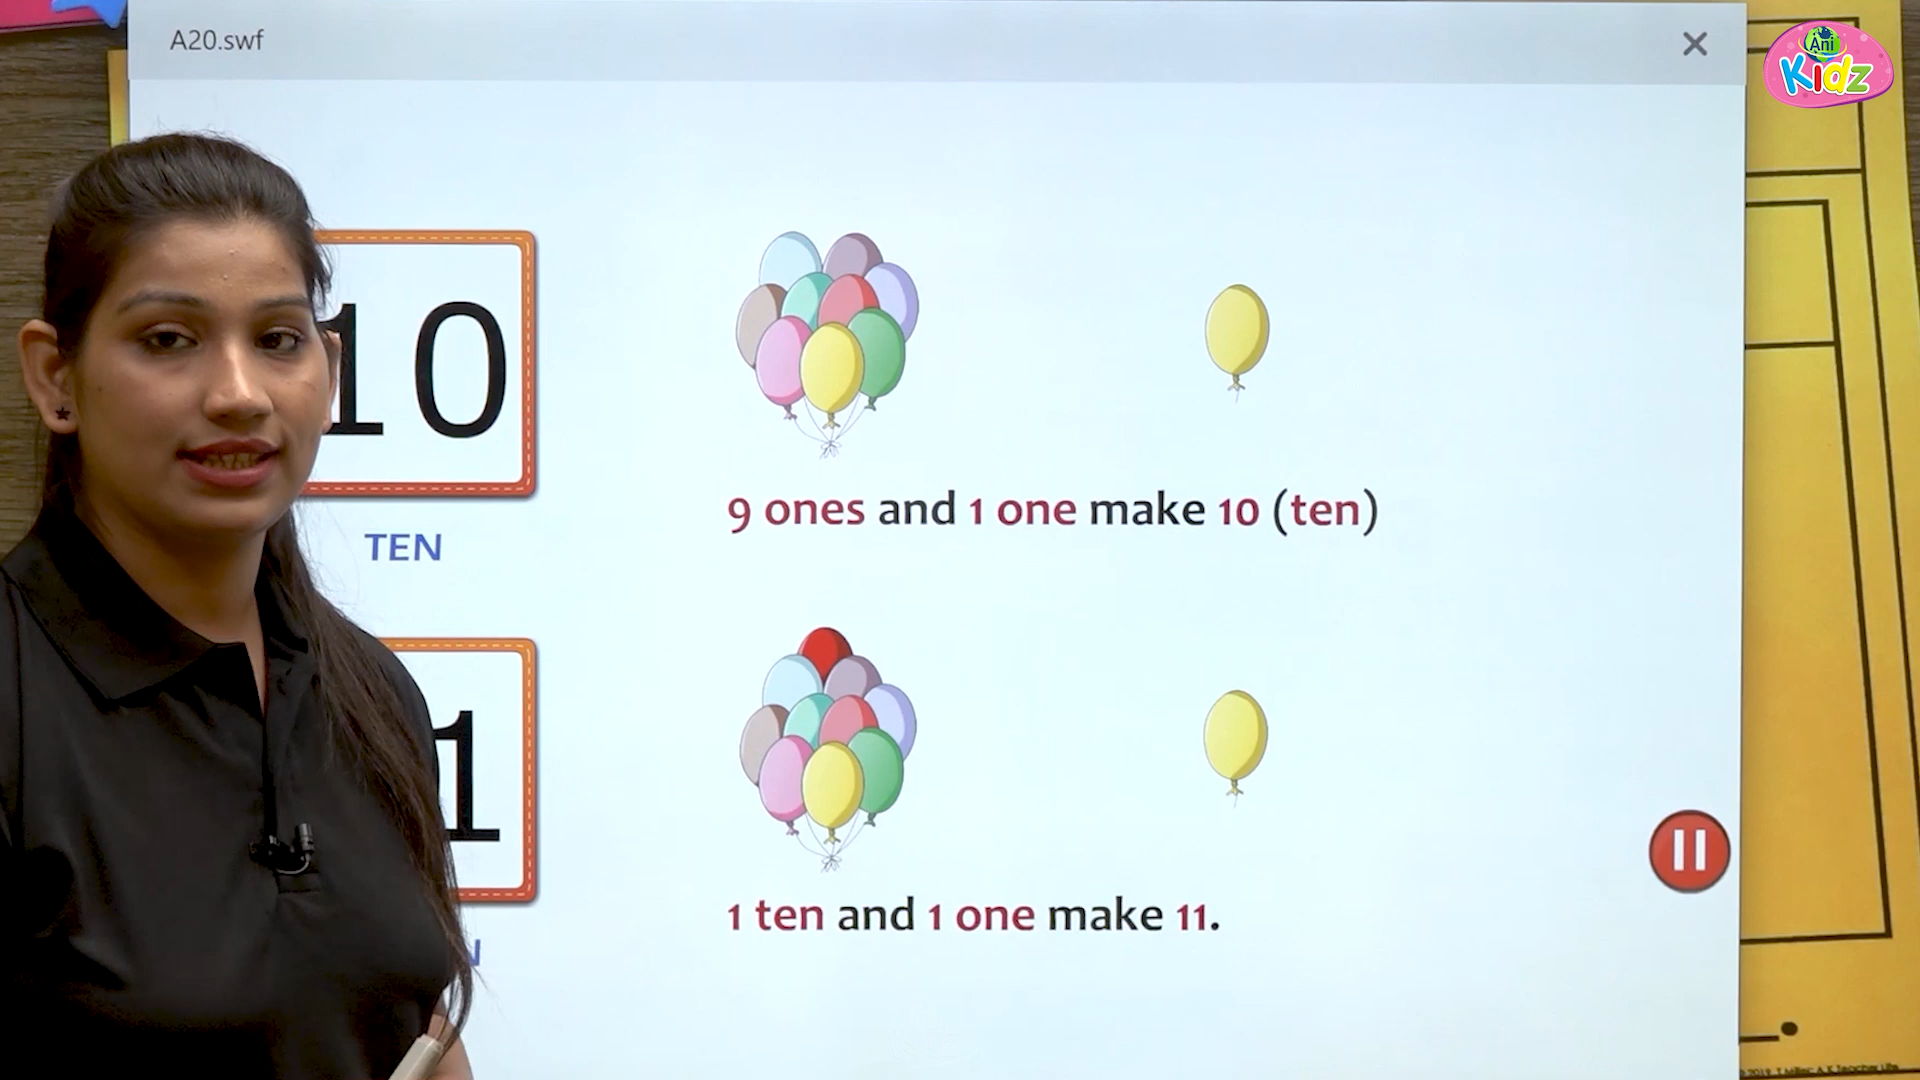 A20.swf
Ani
Kidz
10
TEN
9 ones and 1 one make 10 (ten)
1
N
1 ten and 1 one make 11.